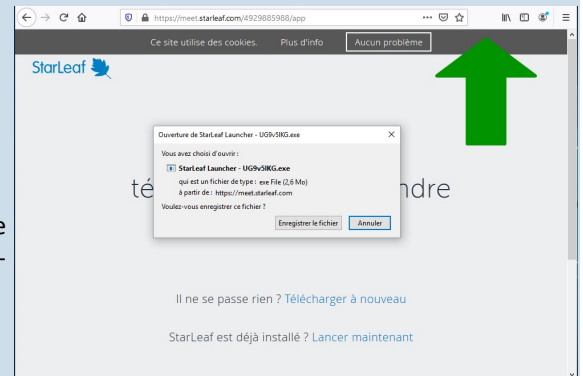 https://meet.starleaf.com/4929885988/app
Ce site utilise des cookies. Plus d'info Aucun problème
StarLeaf
Ouverture de StarLeaf Launcher - UG9v5IKG.exe
Vous avez choisi d'ouvrir :
StarLeaf Launcher - UG9v5IKG.exe
qui est un fichier de type : exe File (2,6 Mo)
à partir de : https://meet.starleaf.com
Voulez-vous enregistrer ce fichier ?
Enregistrer le fichier Annuler
té ndre
e
-
Il ne se passe rien ? Télécharger à nouveau
StarLeaf est déjà installé ? Lancer maintenant